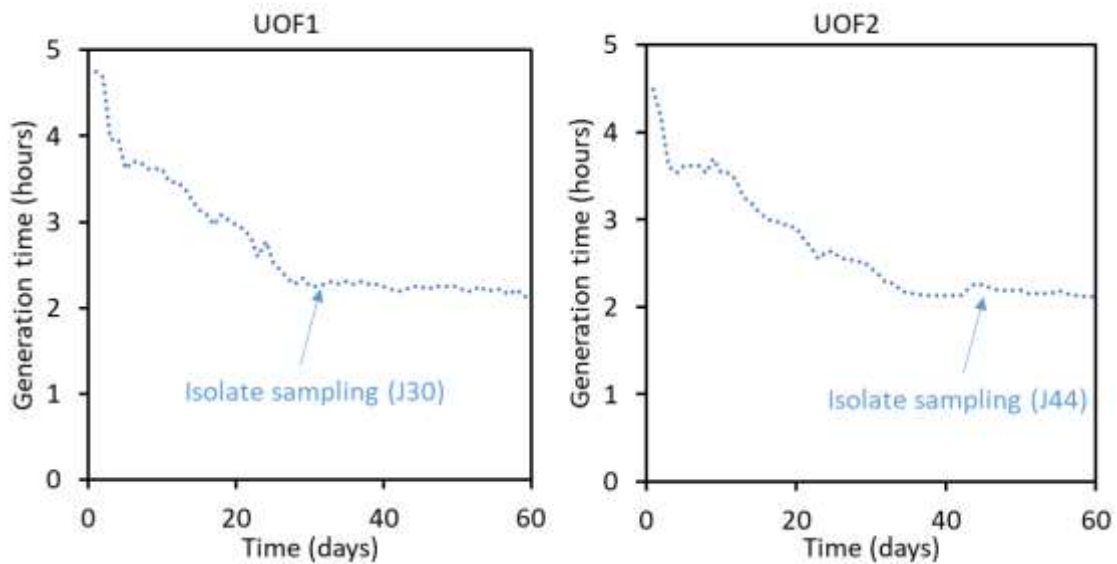 UOF1
5
4
3
2
1
0
Generation time (hours)
Isolate sampling (J30)
0
20
40
60
Time (days)
UOF2
5
4
3
2
1
0
Generation time (hours)
Isolate sampling (J44)
0
20
40
60
Time (days)